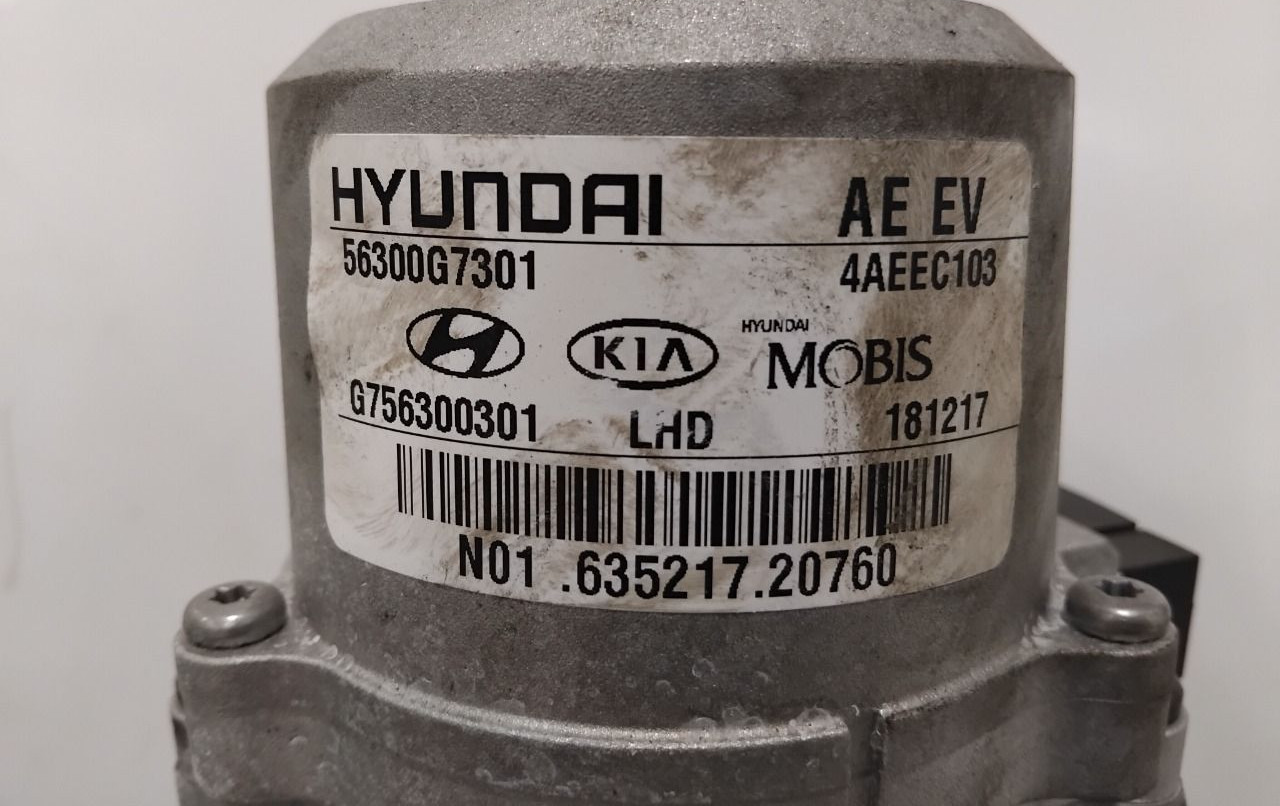 HYUNDAI AE EV
56300G7301 4AEEC103
KIA HYUNDAI MOBIS
G756300301 LHD 181217
N01 .635217.20760